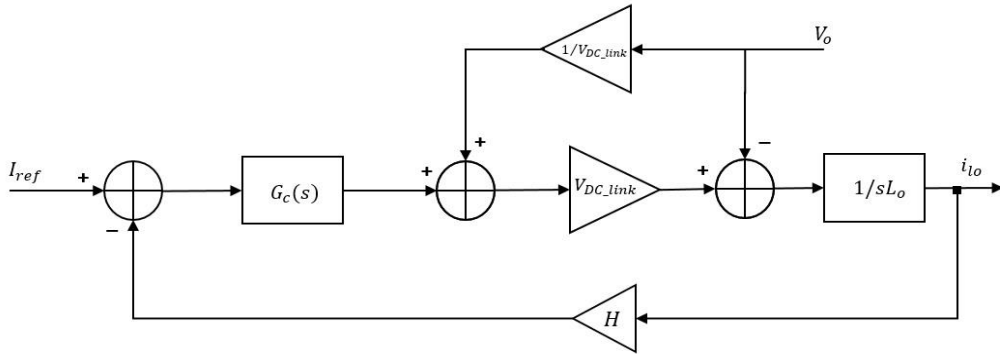 1/V_DC_link
V_o
+
−
I_ref
+
G_c(s)
+
V_DC_link
+
1/sL_o
i_lo
−
H